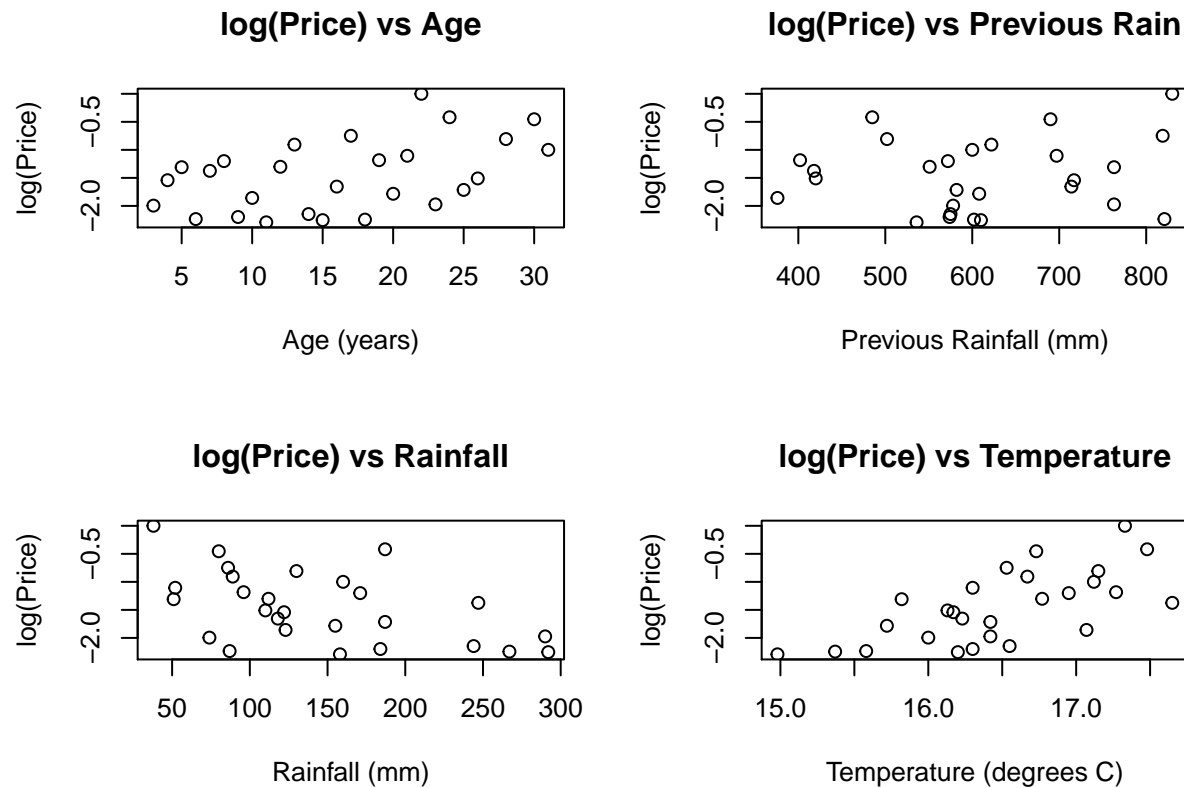 log(Price) vs Age
log(Price)
−0.5
−2.0
5 10 15 20 25 30
Age (years)
log(Price) vs Previous Rain
log(Price)
−0.5
−2.0
400 500 600 700 800
Previous Rainfall (mm)
log(Price) vs Rainfall
log(Price)
−0.5
−2.0
50 100 150 200 250 300
Rainfall (mm)
log(Price) vs Temperature
log(Price)
−0.5
−2.0
15.0 16.0 17.0
Temperature (degrees C)